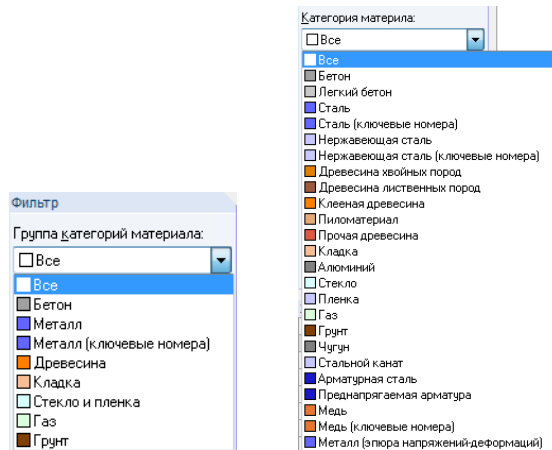 Фильтр
Группа категорий материала:
Все
Все
Бетон
Металл
Металл (ключевые номера)
Древесина
Кладка
Стекло и пленка
Газ
Грунт
Категория материла:
Все
Все
Бетон
Легкий бетон
Сталь
Сталь (ключевые номера)
Нержавеющая сталь
Нержавеющая сталь (ключевые номера)
Древесина хвойных пород
Древесина лиственных пород
Клееная древесина
Пиломатериал
Прочая древесина
Кладка
Алюминий
Стекло
Пленка
Газ
Грунт
Чугун
Стальной канат
Арматурная сталь
Преднапрягаемая арматура
Медь
Медь (ключевые номера)
Металл (эпюра напряжений-деформаций)